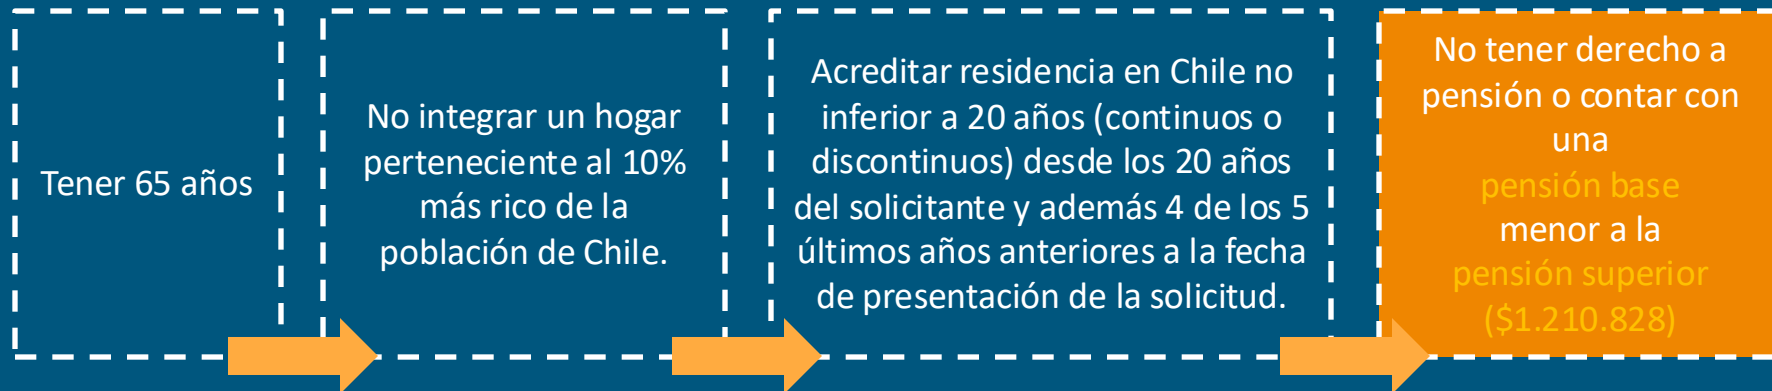 Tener 65 años
No integrar un hogar
perteneciente al 10%
más rico de la
población de Chile.
Acreditar residencia en Chile no
inferior a 20 años (continuos o
discontinuos) desde los 20 años
del solicitante y además 4 de los 5
últimos años anteriores a la fecha
de presentación de la solicitud.
No tener derecho a
pensión o contar con
una
pensión base
menor a la
pensión superior
($1.210.828)